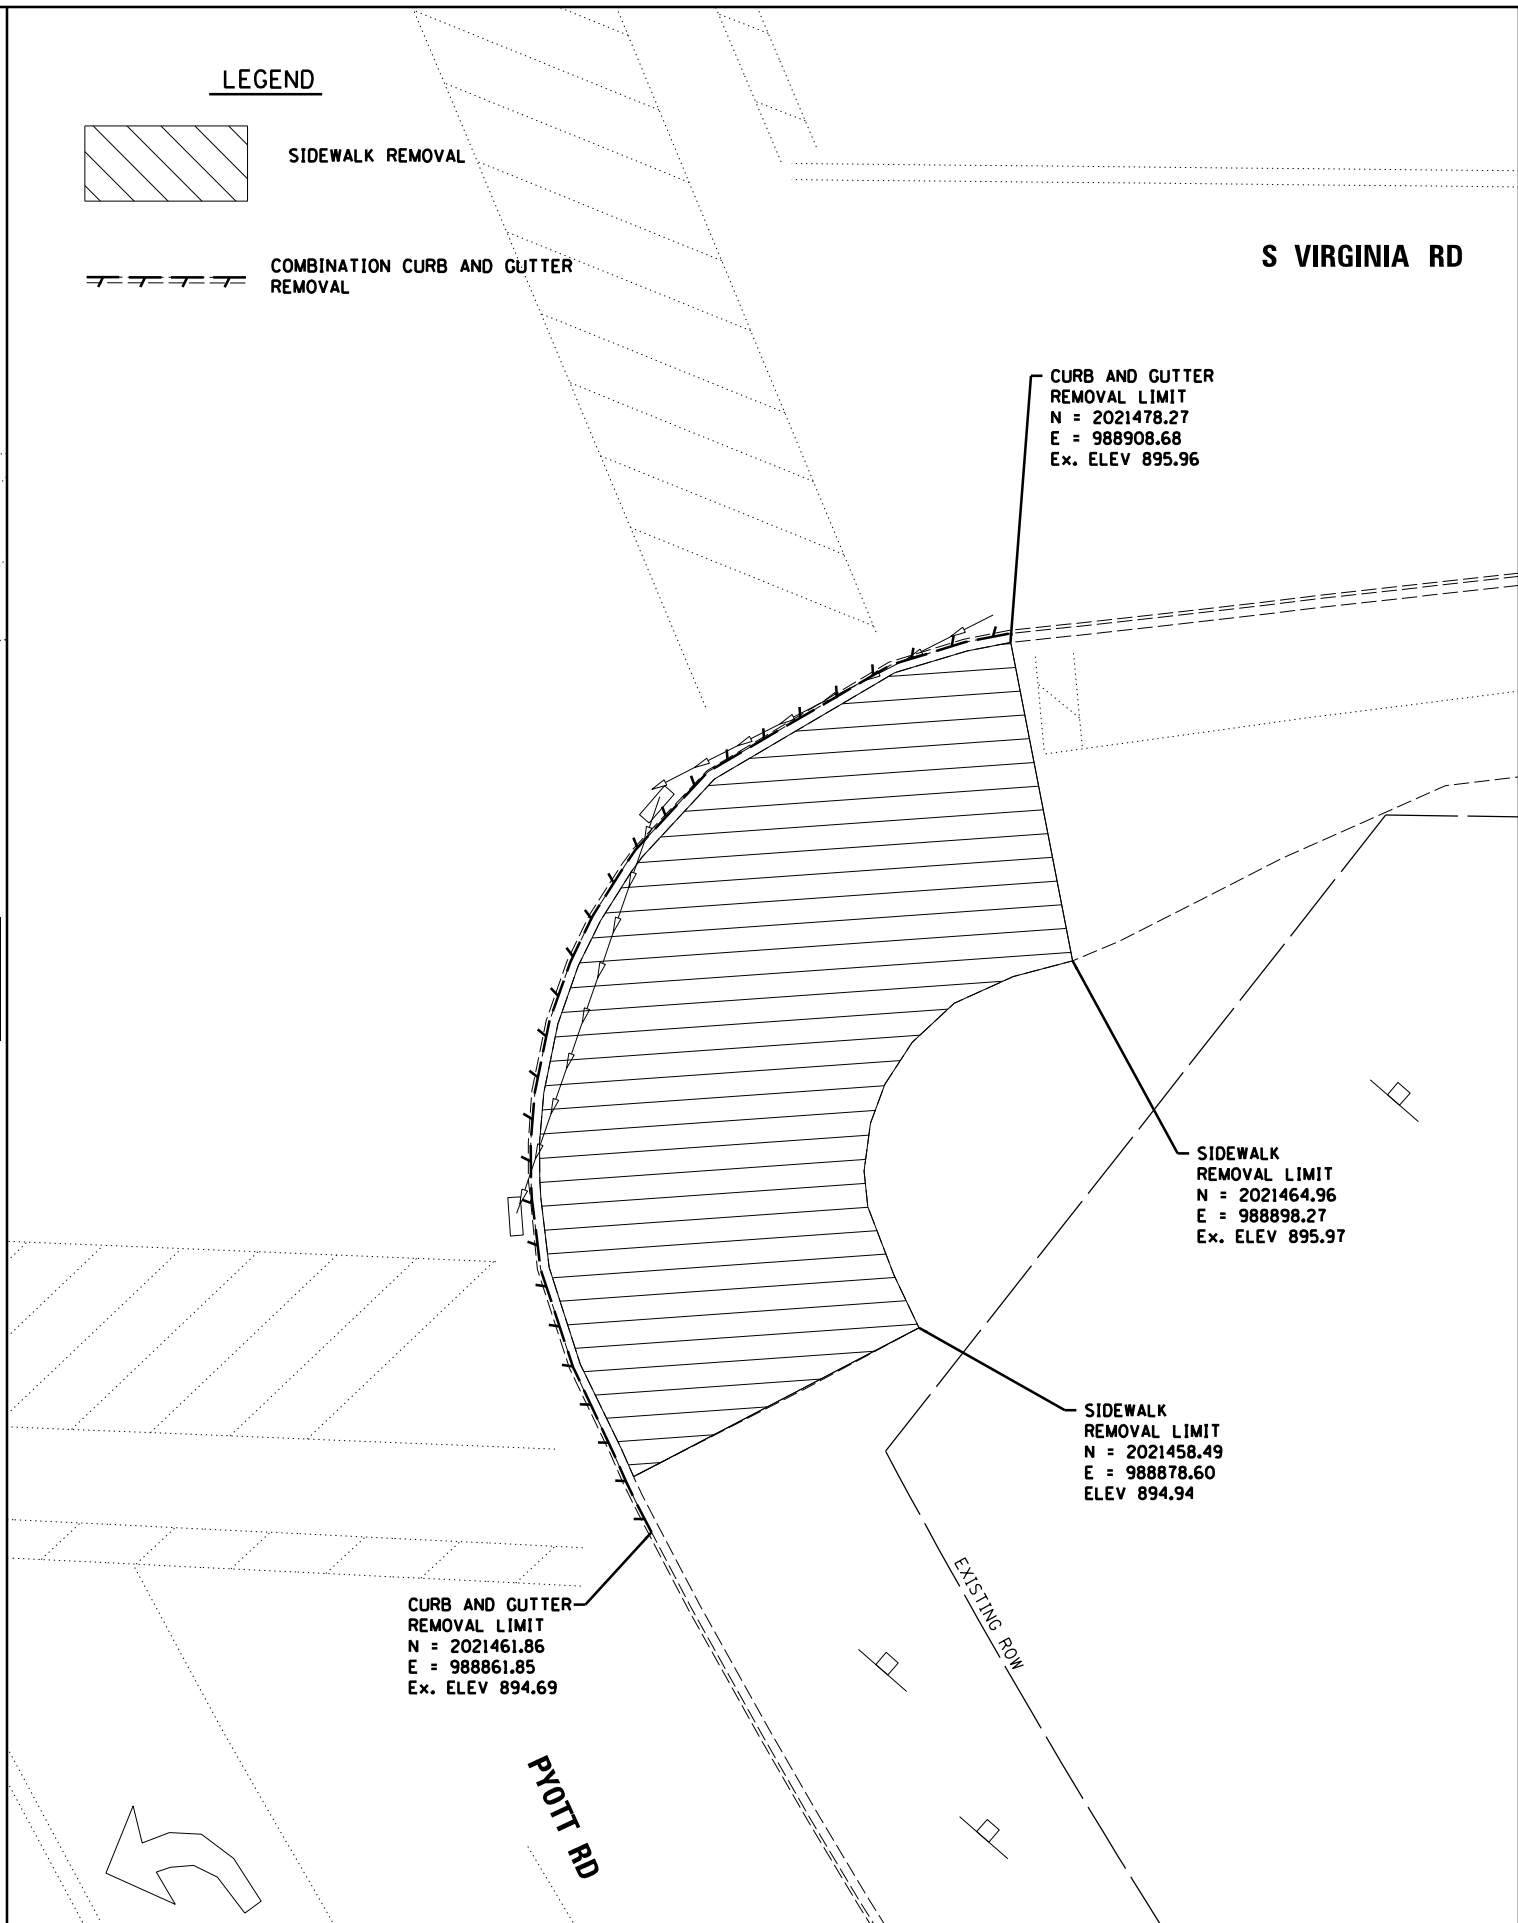 LEGEND
SIDEWALK REMOVAL
COMBINATION CURB AND GUTTER
REMOVAL
S VIRGINIA RD
CURB AND GUTTER
REMOVAL LIMIT
N = 2021478.27
E = 988908.68
Ex. ELEV 895.96
SIDEWALK
REMOVAL LIMIT
N = 2021464.96
E = 988898.27
Ex. ELEV 895.97
SIDEWALK
REMOVAL LIMIT
N = 2021458.49
E = 988878.60
ELEV 894.94
CURB AND GUTTER
REMOVAL LIMIT
N = 2021461.86
E = 988861.85
Ex. ELEV 894.69
EXISTING ROW
PYOTT RD